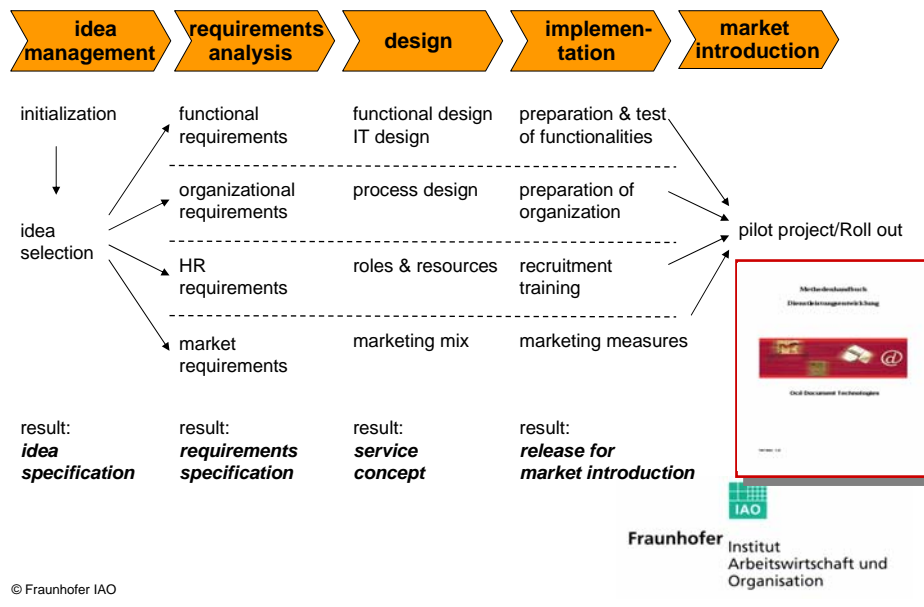 idea
management
requirements
analysis
design
implemen-
tation
market
introduction
initialization
functional
requirements
functional design
IT design
preparation & test
of functionalities
organizational
requirements
process design
preparation of
organization
idea
selection
pilot project/Roll out
HR
requirements
roles & resources
recruitment
training
market
requirements
marketing mix
marketing measures
Methodenhandbuch
Dienstleistungsentwicklung
@
Océ Document Technologies
result:
idea
specification
result:
requirements
specification
result:
service
concept
result:
release for
market introduction
IAO
Fraunhofer
Institut
Arbeitswirtschaft und
Organisation
© Fraunhofer IAO